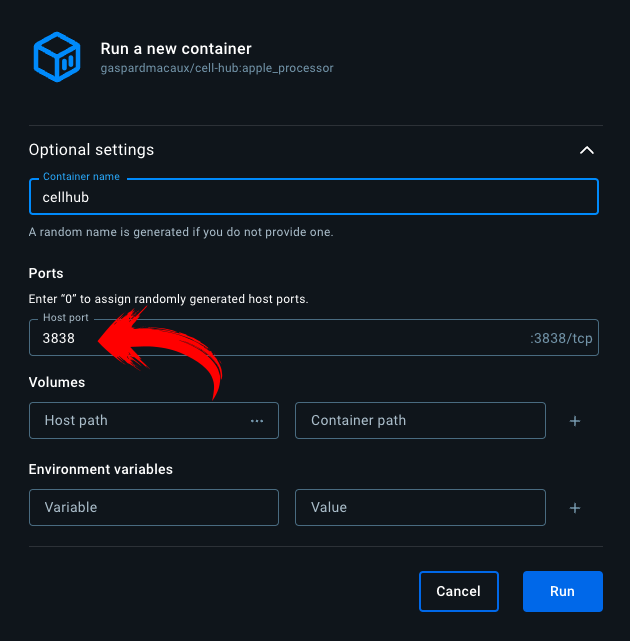 Run a new container
gaspardmacaux/cell-hub:apple_processor
Optional settings
Container name
cellhub
A random name is generated if you do not provide one.
Ports
Enter “0” to assign randomly generated host ports.
Host port
3838 :3838/tcp
Volumes
Host path ··· Container path +
Environment variables
Variable Value +
Cancel Run